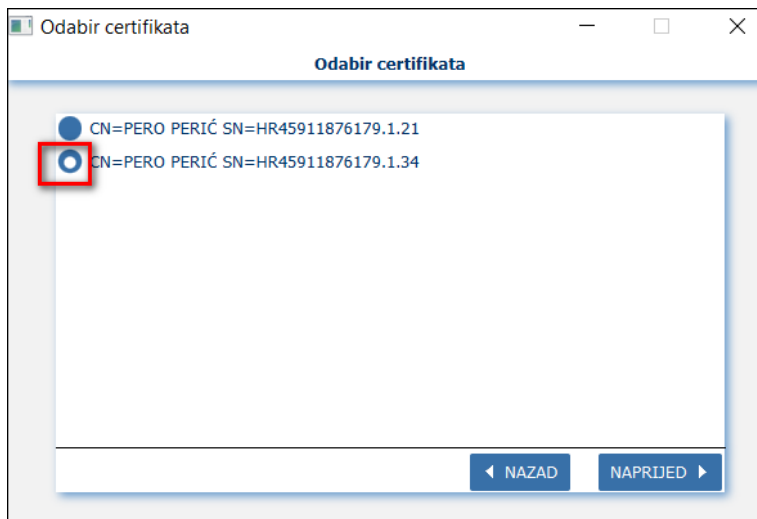 Odabir certifikata
Odabir certifikata
CN=PERO PERIĆ SN=HR45911876179.1.21
CN=PERO PERIĆ SN=HR45911876179.1.34
NAZAD
NAPRIJED